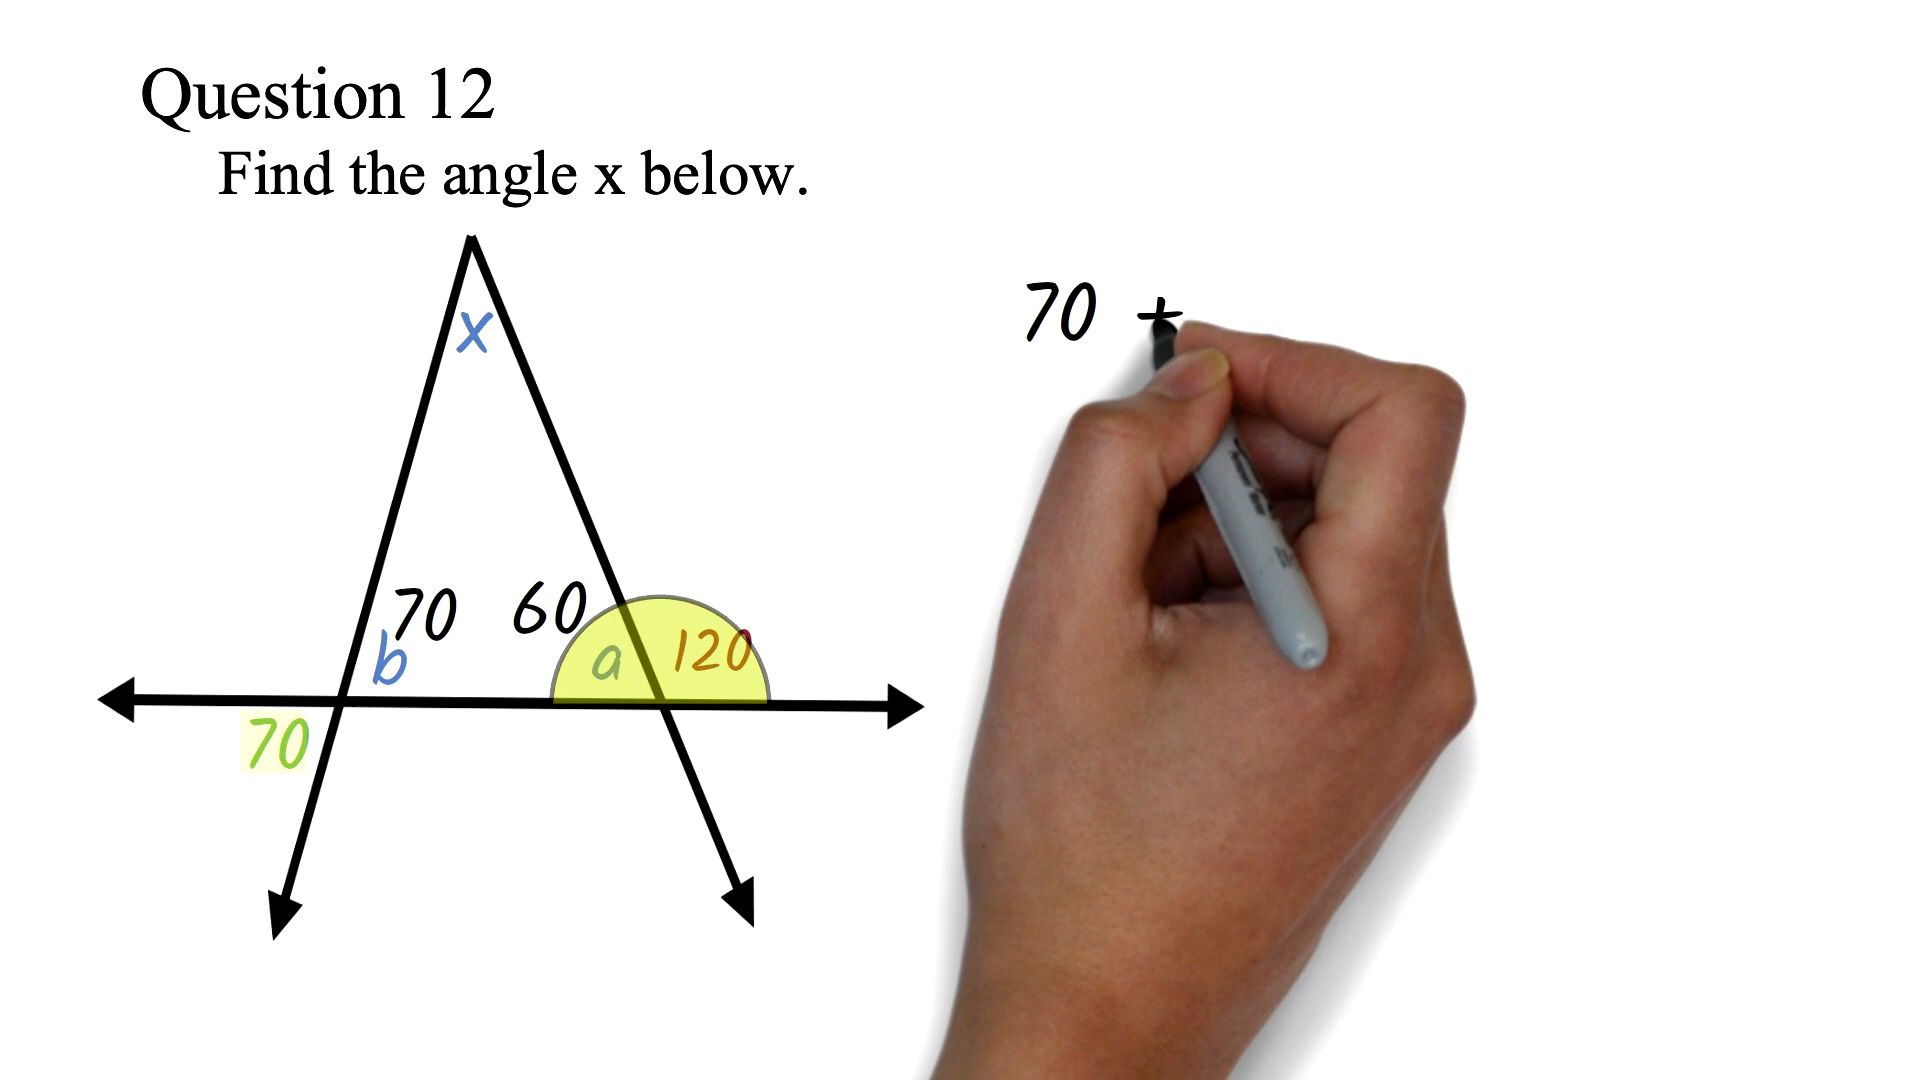 Question 12
Find the angle x below.
70 +
x
70 60
b a 120
70